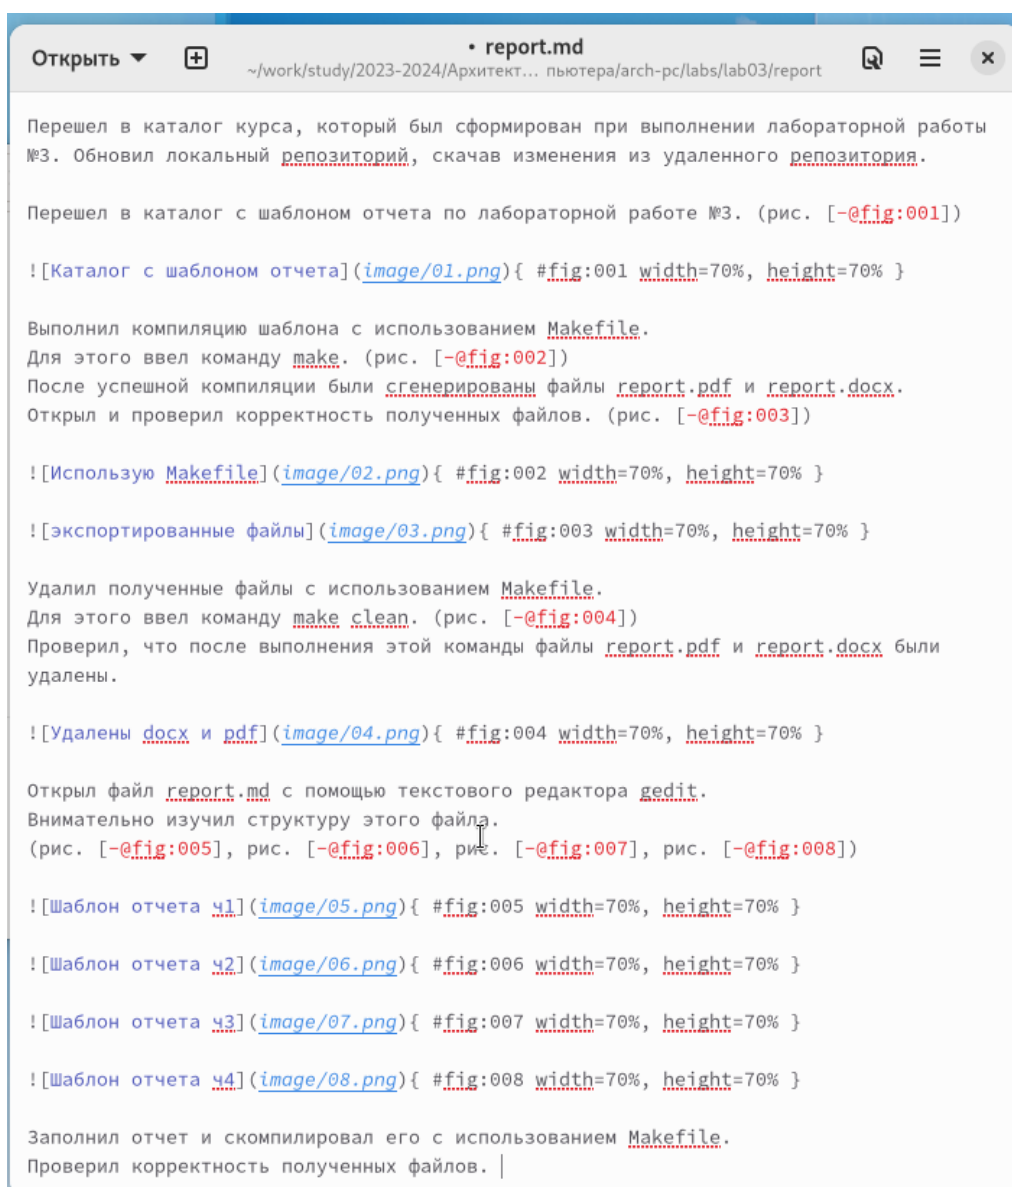 Открыть
• report.md
~/work/study/2023-2024/Архитект… пьютера/arch-pc/labs/lab03/report
Перешел в каталог курса, который был сформирован при выполнении лабораторной работы
№3. Обновил локальный репозиторий, скачав изменения из удаленного репозитория.
Перешел в каталог с шаблоном отчета по лабораторной работе №3. (рис. [-@fig:001])
![Каталог с шаблоном отчета](image/01.png){ #fig:001 width=70%, height=70% }
Выполнил компиляцию шаблона с использованием Makefile.
Для этого ввел команду make. (рис. [-@fig:002])
После успешной компиляции были сгенерированы файлы report.pdf и report.docx.
Открыл и проверил корректность полученных файлов. (рис. [-@fig:003])
![Использую Makefile](image/02.png){ #fig:002 width=70%, height=70% }
![экспортированные файлы](image/03.png){ #fig:003 width=70%, height=70% }
Удалил полученные файлы с использованием Makefile.
Для этого ввел команду make clean. (рис. [-@fig:004])
Проверил, что после выполнения этой команды файлы report.pdf и report.docx были
удалены.
![Удалены docx и pdf](image/04.png){ #fig:004 width=70%, height=70% }
Открыл файл report.md с помощью текстового редактора gedit.
Внимательно изучил структуру этого файла.
(рис. [-@fig:005], рис. [-@fig:006], рис. [-@fig:007], рис. [-@fig:008])
![Шаблон отчета ч1](image/05.png){ #fig:005 width=70%, height=70% }
![Шаблон отчета ч2](image/06.png){ #fig:006 width=70%, height=70% }
![Шаблон отчета ч3](image/07.png){ #fig:007 width=70%, height=70% }
![Шаблон отчета ч4](image/08.png){ #fig:008 width=70%, height=70% }
Заполнил отчет и скомпилировал его с использованием Makefile.
Проверил корректность полученных файлов.